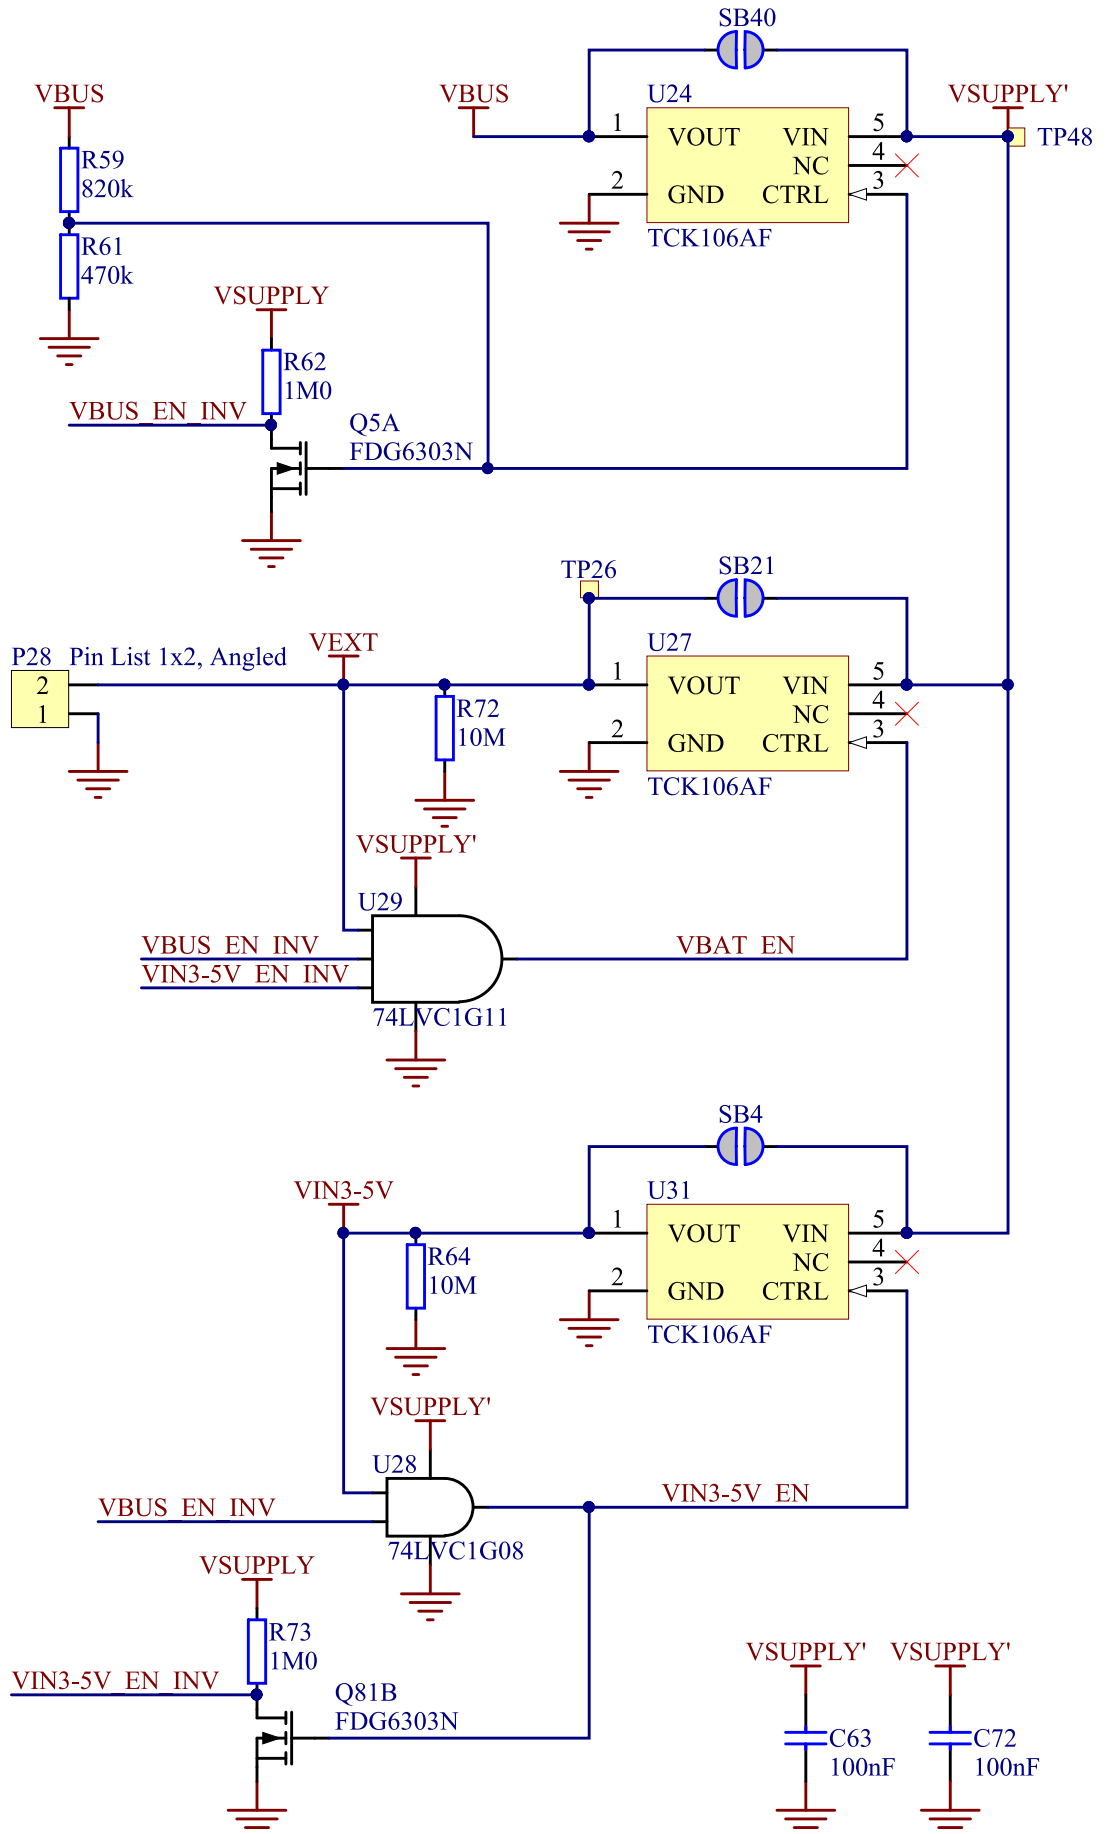 SB40
VBUS
VBUS
U24
VSUPPLY'
1
VOUT
VIN
5
TP48
NC
4
2
GND
CTRL
3
TCK106AF
R59
820k
R61
470k
VSUPPLY
R62
1M0
VBUS_EN_INV
Q5A
FDG6303N
TP26
SB21
P28
Pin List 1x2, Angled
VEXT
U27
2
1
1
VOUT
VIN
5
NC
4
2
GND
CTRL
3
TCK106AF
R72
10M
VSUPPLY'
U29
VBUS_EN_INV
VIN3-5V_EN_INV
VBAT_EN
74LVC1G11
SB4
VIN3-5V
U31
1
VOUT
VIN
5
NC
4
2
GND
CTRL
3
TCK106AF
R64
10M
VSUPPLY'
U28
VBUS_EN_INV
VIN3-5V_EN
74LVC1G08
VSUPPLY
R73
1M0
VIN3-5V_EN_INV
Q81B
FDG6303N
VSUPPLY'
VSUPPLY'
C63
100nF
C72
100nF